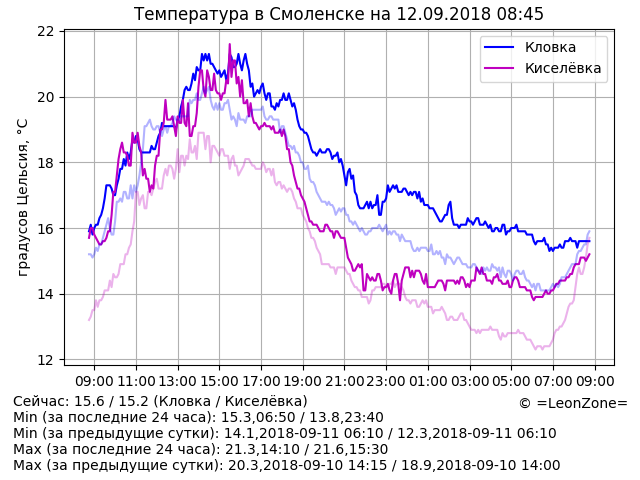 Температура в Смоленске на 12.09.2018 08:45
градусов Цельсия, °C
22
20
18
16
14
12
Кловка
Киселёвка
09:00 11:00 13:00 15:00 17:00 19:00 21:00 23:00 01:00 03:00 05:00 07:00 09:00
Сейчас: 15.6 / 15.2 (Кловка / Киселёвка)
© =LeonZone=
Min (за последние 24 часа): 15.3,06:50 / 13.8,23:40
Min (за предыдущие сутки): 14.1,2018-09-11 06:10 / 12.3,2018-09-11 06:10
Max (за последние 24 часа): 21.3,14:10 / 21.6,15:30
Max (за предыдущие сутки): 20.3,2018-09-10 14:15 / 18.9,2018-09-10 14:00